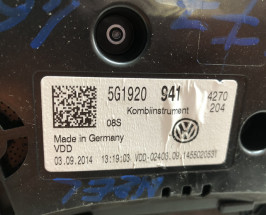 5G1920 941 4270
Kombiinstrument 204
08S
Made in Germany
VDD
03.09.2014 13:19:03 VDD-02403.09.1455020531